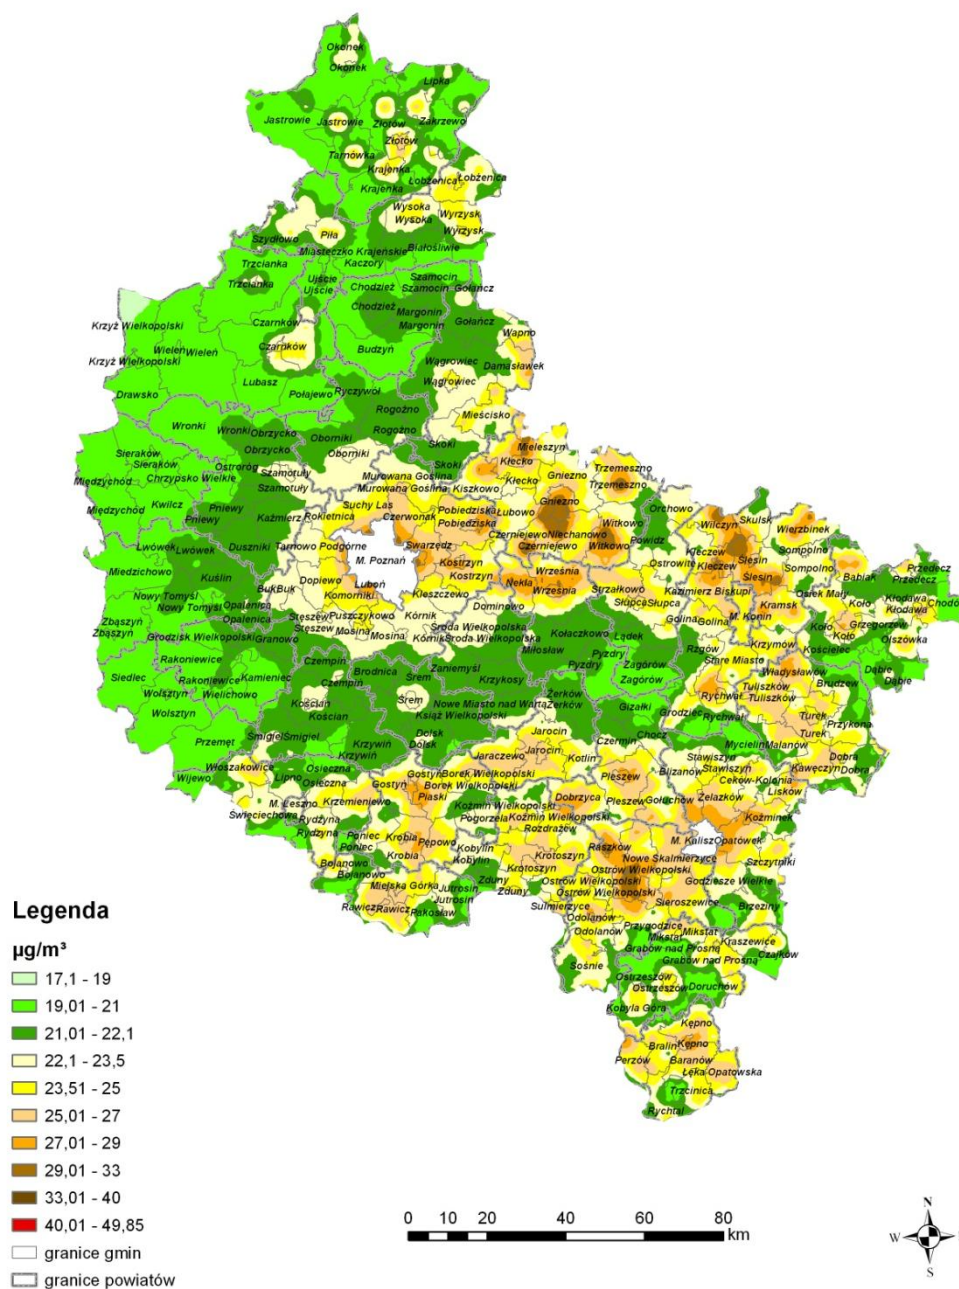 Okonek
Okonek
Lipka
Jastrowie
Jastrowie
Złotów
Zakrzewo
Złotów
Tarnówka
Krajenka
Krajenka
Łobżenica
Łobżenica
Wysoka
Wysoka
Wyrzysk
Wyrzysk
Szydłowo
Piła
Miasteczko Krajeńskie
Białośliwie
Kaczory
Trzcianka
Trzcianka
Ujście
Ujście
Chodzież
Chodzież
Szamocin
Szamocin
Gołańcz
Gołańcz
Margonin
Margonin
Krzyż Wielkopolski
Krzyż Wielkopolski
Czarnków
Czarnków
Wapno
Wieleń
Wieleń
Budzyń
Damasławek
Wągrowiec
Wągrowiec
Drawsko
Lubasz
Połajewo
Ryczywół
Rogoźno
Rogoźno
Mieścisko
Wronki
Wronki
Obrzycko
Obrzycko
Oborniki
Oborniki
Skoki
Skoki
Mieleszyn
Sieraków
Sieraków
Ostroróg
Szamotuły
Szamotuły
Murowana Goślina
Murowana Goślina
Kłecko
Kłecko
Kiszkowo
Gniezno
Gniezno
Trzemeszno
Trzemeszno
Międzychód
Międzychód
Chrzypsko Wielkie
Kwilcz
Pniewy
Pniewy
Kaźmierz
Rokietnica
Suchy Las
Czerwonak
Pobiedziska
Pobiedziska
Łubowo
Witkowo
Witkowo
Orchowo
Wilczyn
Skulsk
Wierzbinek
Lwówek
Lwówek
Duszniki
Tarnowo Podgórne
M. Poznań
Swarzędz
Czerniejewo
Czerniejewo
Niechanowo
Powidz
Kleczew
Kleczew
Ślesin
Ślesin
Sompolno
Sompolno
Miedzichowo
Kuślin
Buk
Buk
Dopiewo
Komorniki
Luboń
Kostrzyn
Kostrzyn
Nekla
Września
Września
Ostrowite
Kazimierz Biskupi
Babiak
Przedecz
Przedecz
Nowy Tomyśl
Nowy Tomyśl
Opalenica
Opalenica
Stęszew
Stęszew
Puszczykowo
Mosina
Mosina
Kleszczewo
Kórnik
Kórnik
Dominowo
Strzałkowo
Słupca
Słupca
Kramsk
Osiek Mały
Kłodawa
Kłodawa
Chodów
Zbąszyń
Zbąszyń
Grodzisk Wielkopolski
Granowo
Środa Wielkopolska
Środa Wielkopolska
Kołaczkowo
Miłosław
Lądek
Golina
Golina
M. Konin
Koło
Koło
Koło
Grzegorzew
Olszówka
Siedlec
Rakoniewice
Rakoniewice
Kamieniec
Wielichowo
Czempiń
Czempiń
Brodnica
Zaniemyśl
Śrem
Śrem
Krzykosy
Pyzdry
Pyzdry
Zagórów
Zagórów
Rzgów
Stare Miasto
Krzymów
Kościelec
Dąbie
Dąbie
Wolsztyn
Wolsztyn
Kościan
Kościan
Nowe Miasto nad Wartą
Książ Wielkopolski
Żerków
Żerków
Gizałki
Grodziec
Rychwał
Rychwał
Tuliszków
Tuliszków
Władysławów
Brudzew
Turek
Turek
Przykona
Przemęt
Śmigiel
Śmigiel
Krzywiń
Krzywiń
Dolsk
Dolsk
Jaraczewo
Jarocin
Jarocin
Kotlin
Czermin
Chocz
Mycielin
Malanów
Dobra
Dobra
Kawęczyn
Wijewo
Włoszakowice
Lipno
Osieczna
Osieczna
Gostyń
Gostyń
Borek Wielkopolski
Borek Wielkopolski
Piaski
Pleszew
Pleszew
Blizanów
Stawiszyn
Stawiszyn
Ceków-Kolonia
Lisków
Święciechowa
M. Leszno
Krzemieniewo
Rydzyna
Rydzyna
Poniec
Poniec
Krobia
Krobia
Pępowo
Pogorzela
Koźmin Wielkopolski
Koźmin Wielkopolski
Dobrzyca
Rozdrażew
Gołuchów
Żelazków
Koźminek
M. Kalisz
Opatówek
Szczytniki
Bojanowo
Bojanowo
Kobylin
Kobylin
Krotoszyn
Krotoszyn
Raszków
Nowe Skalmierzyce
Ostrów Wielkopolski
Ostrów Wielkopolski
Godziesze Wielkie
Sieroszewice
Brzeziny
Miejska Górka
Rawicz
Rawicz
Jutrosin
Jutrosin
Pakosław
Zduny
Zduny
Sulmierzyce
Odolanów
Odolanów
Przygodzice
Mikstat
Mikstat
Kraszewice
Czajków
Sośnie
Grabów nad Prosną
Grabów nad Prosną
Ostrzeszów
Ostrzeszów
Doruchów
Kobyla Góra
Kępno
Kępno
Bralin
Perzów
Baranów
Łęka Opatowska
Trzcinica
Rychtal
Legenda
µg/m³
17,1 - 19
19,01 - 21
21,01 - 22,1
22,1 - 23,5
23,51 - 25
25,01 - 27
27,01 - 29
29,01 - 33
33,01 - 40
40,01 - 49,85
granice gmin
granice powiatów
0 10 20 40 60 80
km
N
W
S